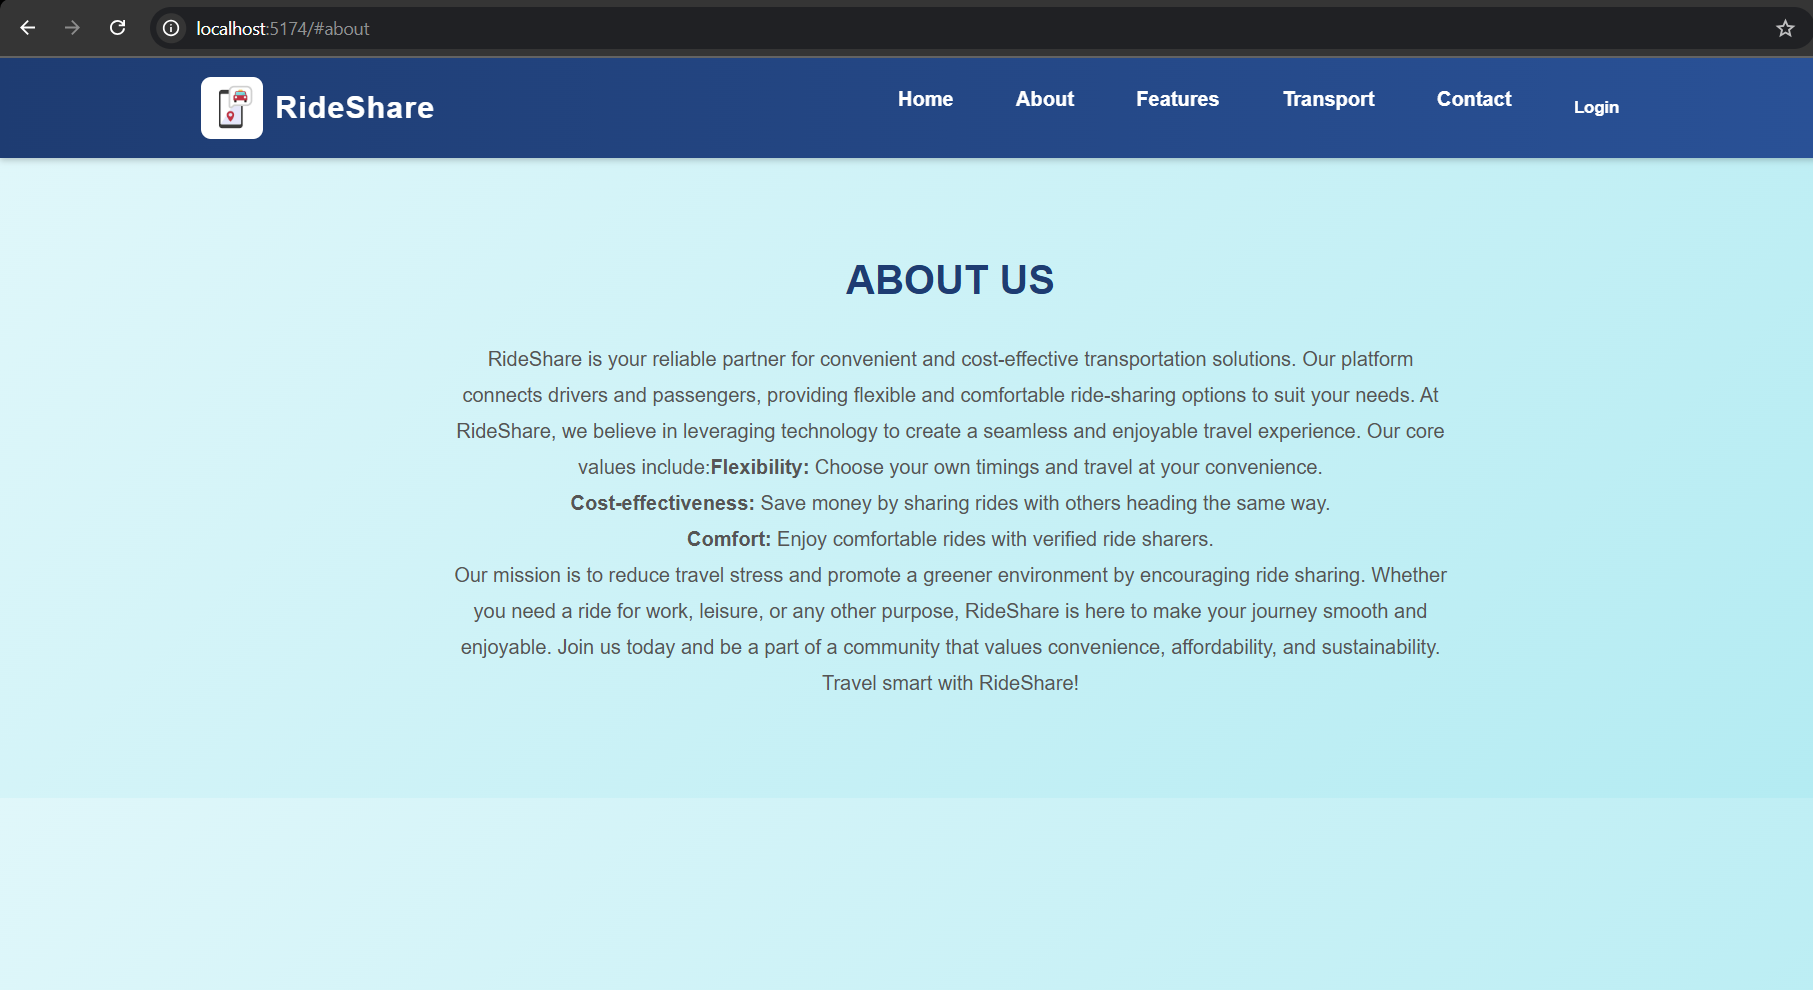 localhost:5174/#about
RideShare
Home About Features Transport Contact Login
ABOUT US
RideShare is your reliable partner for convenient and cost-effective transportation solutions. Our platform
connects drivers and passengers, providing flexible and comfortable ride-sharing options to suit your needs. At
RideShare, we believe in leveraging technology to create a seamless and enjoyable travel experience. Our core
values include:Flexibility: Choose your own timings and travel at your convenience.
Cost-effectiveness: Save money by sharing rides with others heading the same way.
Comfort: Enjoy comfortable rides with verified ride sharers.
Our mission is to reduce travel stress and promote a greener environment by encouraging ride sharing. Whether
you need a ride for work, leisure, or any other purpose, RideShare is here to make your journey smooth and
enjoyable. Join us today and be a part of a community that values convenience, affordability, and sustainability.
Travel smart with RideShare!